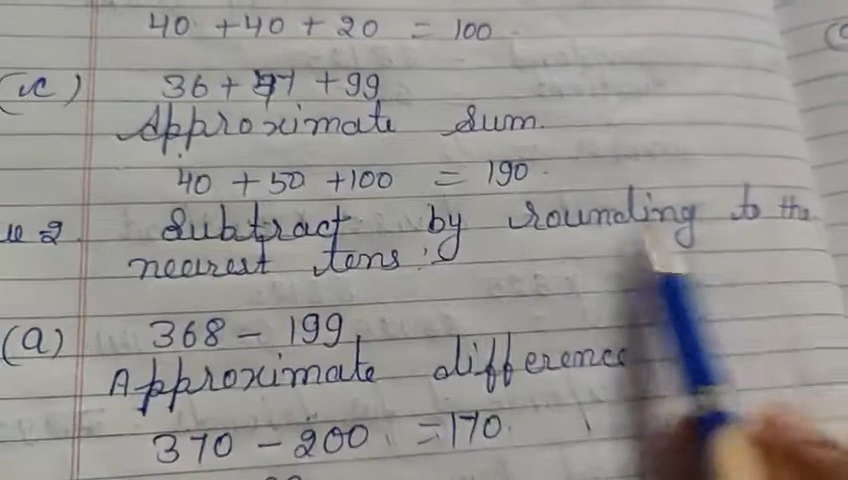 40 + 40 + 20 = 100
(c) 36 + 47 + 99
Approximate Sum.
40 + 50 + 100 = 190.
2. Subtract by rounding to the
nearest tens:
(a) 368 - 199
Approximate difference
370 - 200 = 170.